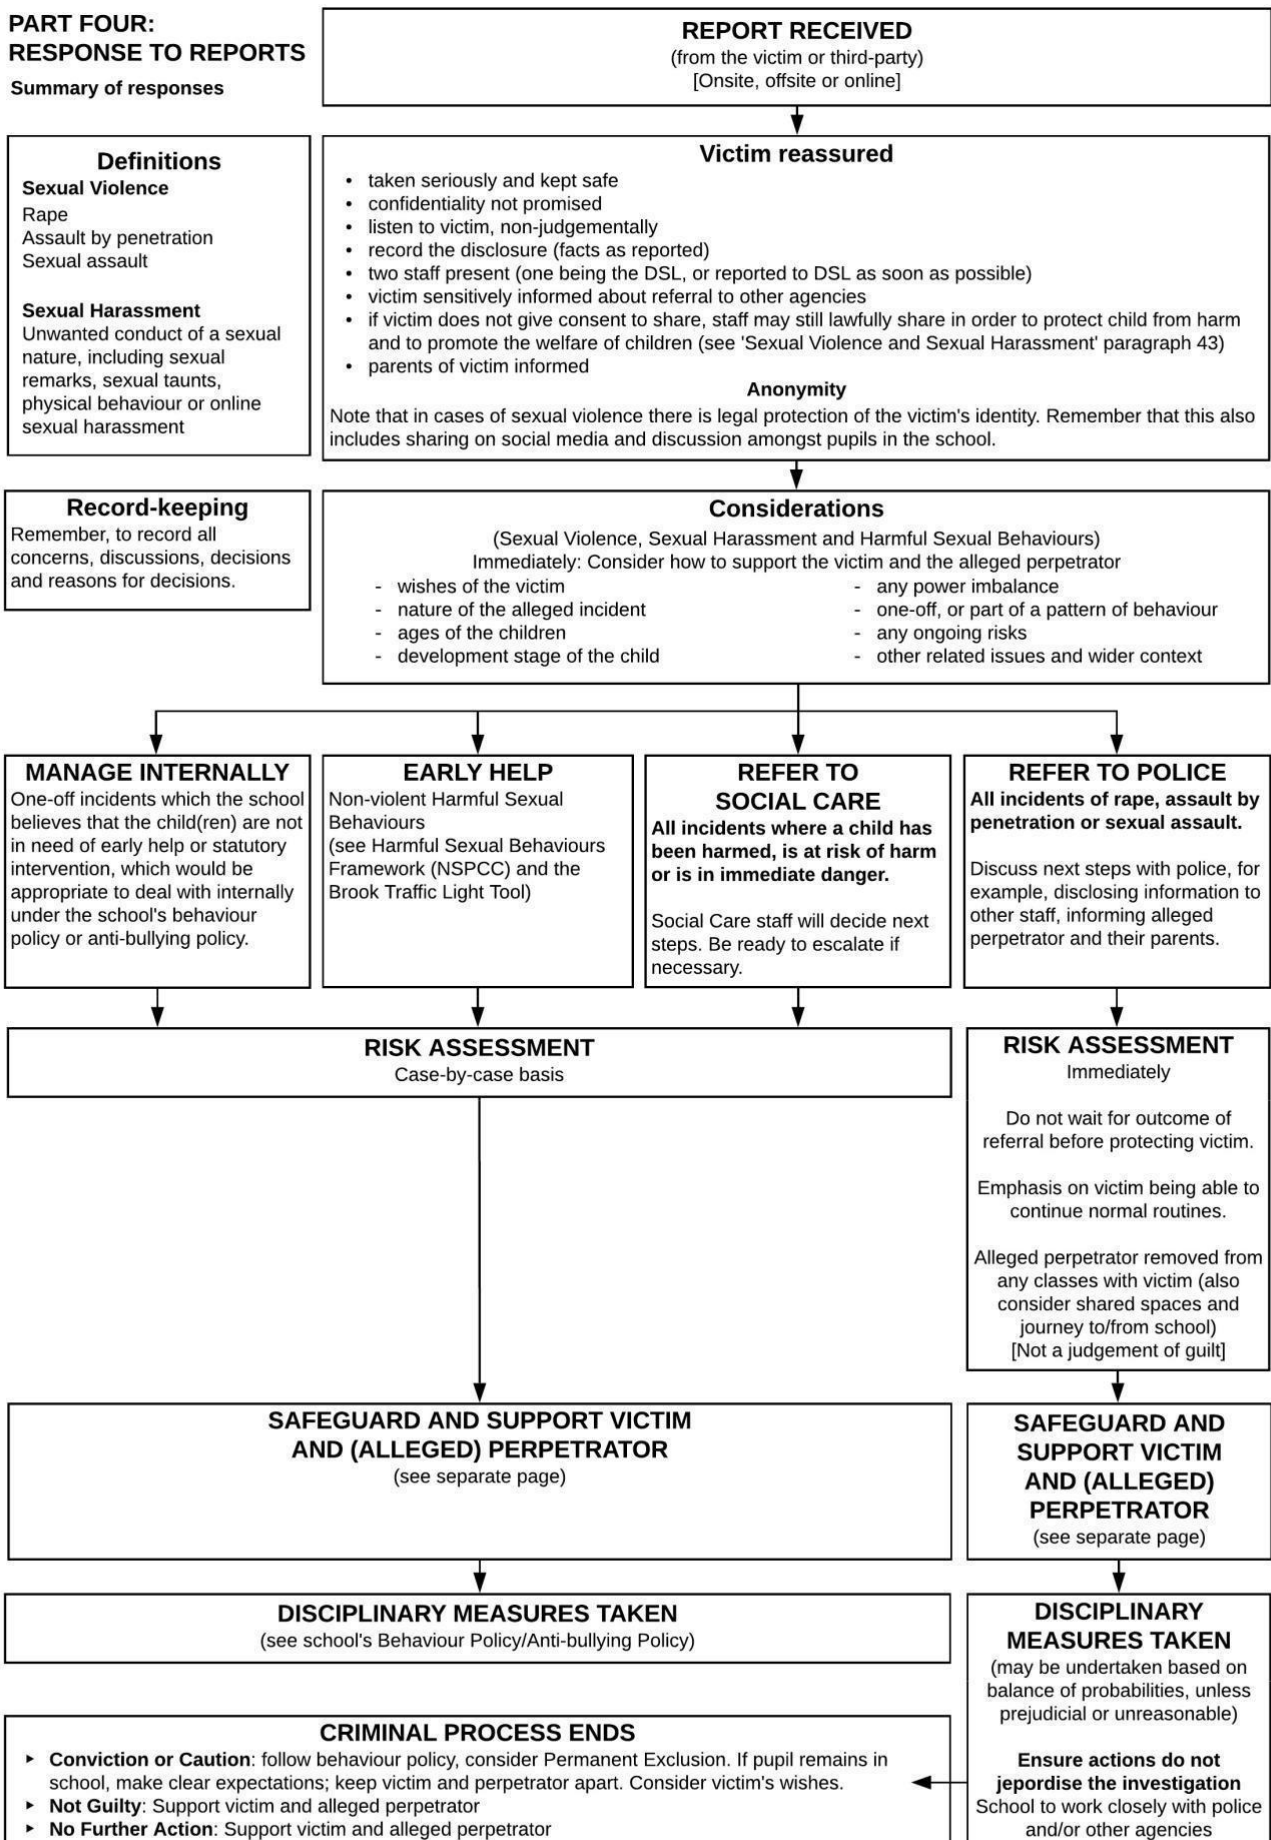 PART FOUR:
RESPONSE TO REPORTS
Summary of responses
REPORT RECEIVED
(from the victim or third-party)
[Onsite, offsite or online]
Definitions
Sexual Violence
Rape
Assault by penetration
Sexual assault
Sexual Harassment
Unwanted conduct of a sexual
nature, including sexual
remarks, sexual taunts,
physical behaviour or online
sexual harassment
Victim reassured
• taken seriously and kept safe
• confidentiality not promised
• listen to victim, non-judgementally
• record the disclosure (facts as reported)
• two staff present (one being the DSL, or reported to DSL as soon as possible)
• victim sensitively informed about referral to other agencies
• if victim does not give consent to share, staff may still lawfully share in order to protect child from harm
and to promote the welfare of children (see 'Sexual Violence and Sexual Harassment' paragraph 43)
• parents of victim informed
Anonymity
Note that in cases of sexual violence there is legal protection of the victim's identity. Remember that this also
includes sharing on social media and discussion amongst pupils in the school.
Record-keeping
Remember, to record all
concerns, discussions, decisions
and reasons for decisions.
Considerations
(Sexual Violence, Sexual Harassment and Harmful Sexual Behaviours)
Immediately: Consider how to support the victim and the alleged perpetrator
- wishes of the victim
- nature of the alleged incident
- ages of the children
- development stage of the child
- any power imbalance
- one-off, or part of a pattern of behaviour
- any ongoing risks
- other related issues and wider context
MANAGE INTERNALLY
One-off incidents which the school
believes that the child(ren) are not
in need of early help or statutory
intervention, which would be
appropriate to deal with internally
under the school's behaviour
policy or anti-bullying policy.
EARLY HELP
Non-violent Harmful Sexual
Behaviours
(see Harmful Sexual Behaviours
Framework (NSPCC) and the
Brook Traffic Light Tool)
REFER TO
SOCIAL CARE
All incidents where a child has
been harmed, is at risk of harm
or is in immediate danger.
Social Care staff will decide next
steps. Be ready to escalate if
necessary.
REFER TO POLICE
All incidents of rape, assault by
penetration or sexual assault.
Discuss next steps with police, for
example, disclosing information to
other staff, informing alleged
perpetrator and their parents.
RISK ASSESSMENT
Case-by-case basis
RISK ASSESSMENT
Immediately
Do not wait for outcome of
referral before protecting victim.
Emphasis on victim being able to
continue normal routines.
Alleged perpetrator removed from
any classes with victim (also
consider shared spaces and
journey to/from school)
[Not a judgement of guilt]
SAFEGUARD AND SUPPORT VICTIM
AND (ALLEGED) PERPETRATOR
(see separate page)
SAFEGUARD AND
SUPPORT VICTIM
AND (ALLEGED)
PERPETRATOR
(see separate page)
DISCIPLINARY MEASURES TAKEN
(see school's Behaviour Policy/Anti-bullying Policy)
DISCIPLINARY
MEASURES TAKEN
(may be undertaken based on
balance of probabilities, unless
prejudicial or unreasonable)
Ensure actions do not
jepordise the investigation
School to work closely with police
and/or other agencies
CRIMINAL PROCESS ENDS
‣ Conviction or Caution: follow behaviour policy, consider Permanent Exclusion. If pupil remains in
school, make clear expectations; keep victim and perpetrator apart. Consider victim's wishes.
‣ Not Guilty: Support victim and alleged perpetrator
‣ No Further Action: Support victim and alleged perpetrator